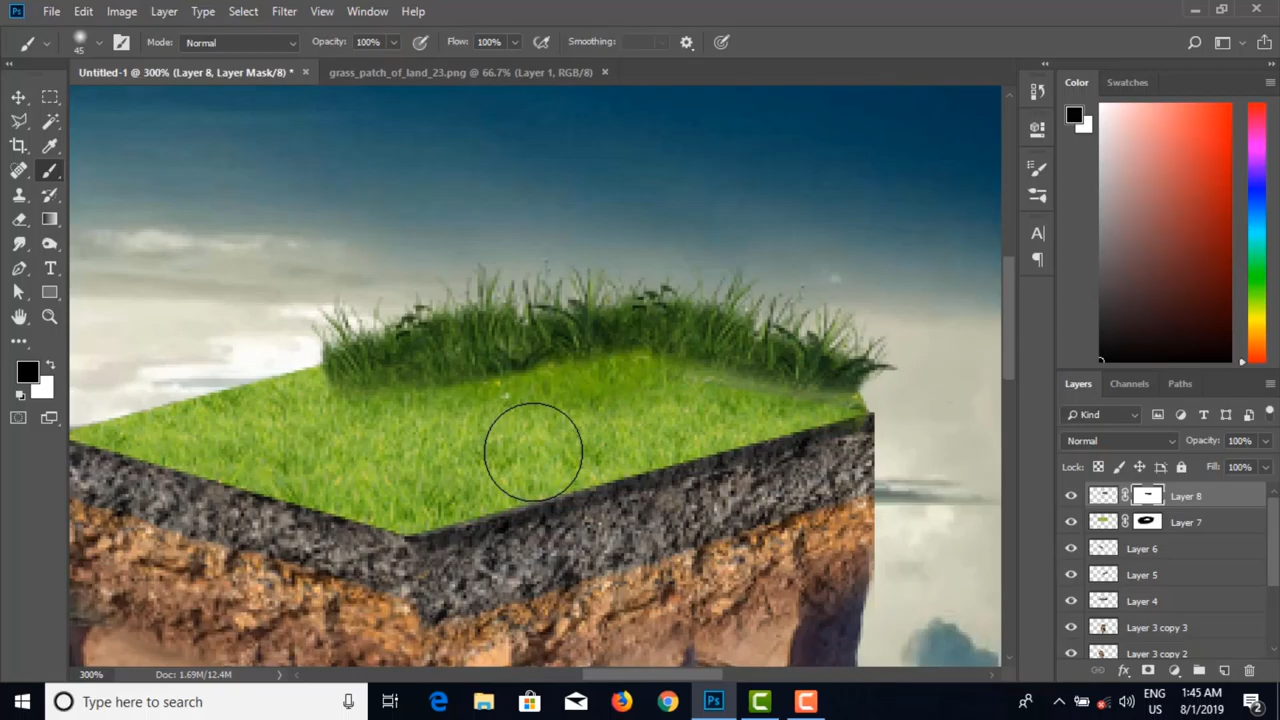 Ps File Edit Image Layer Type Select Filter View Window Help
45 Mode: Normal Opacity: 100% Flow: 100% Smoothing:
Untitled-1 @ 300% (Layer 8, Layer Mask/8) * × grass_patch_of_land_23.png @ 66.7% (Layer 1, RGB/8) ×
Color Swatches
Layers Channels Paths
Kind
Normal Opacity: 100%
Lock: Fill: 100%
Layer 8
Layer 7
Layer 6
Layer 5
Layer 4
Layer 3 copy 3
Layer 3 copy 2
300% Doc: 1.69M/12.4M
Type here to search
ENG
US
1:45 AM
8/1/2019
2